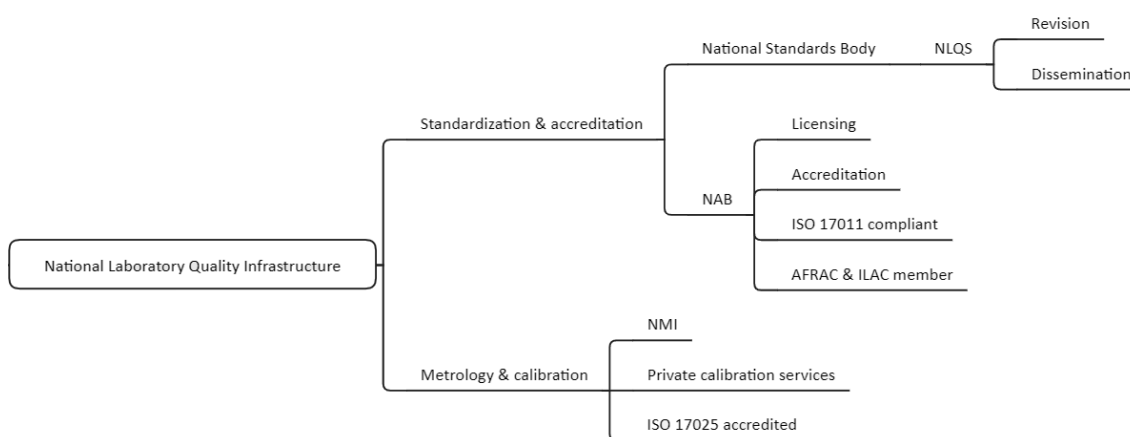 Revision
National Standards Body
NLQS
Dissemination
Standardization & accreditation
Licensing
Accreditation
NAB
ISO 17011 compliant
AFRAC & ILAC member
National Laboratory Quality Infrastructure
NMI
Metrology & calibration
Private calibration services
ISO 17025 accredited